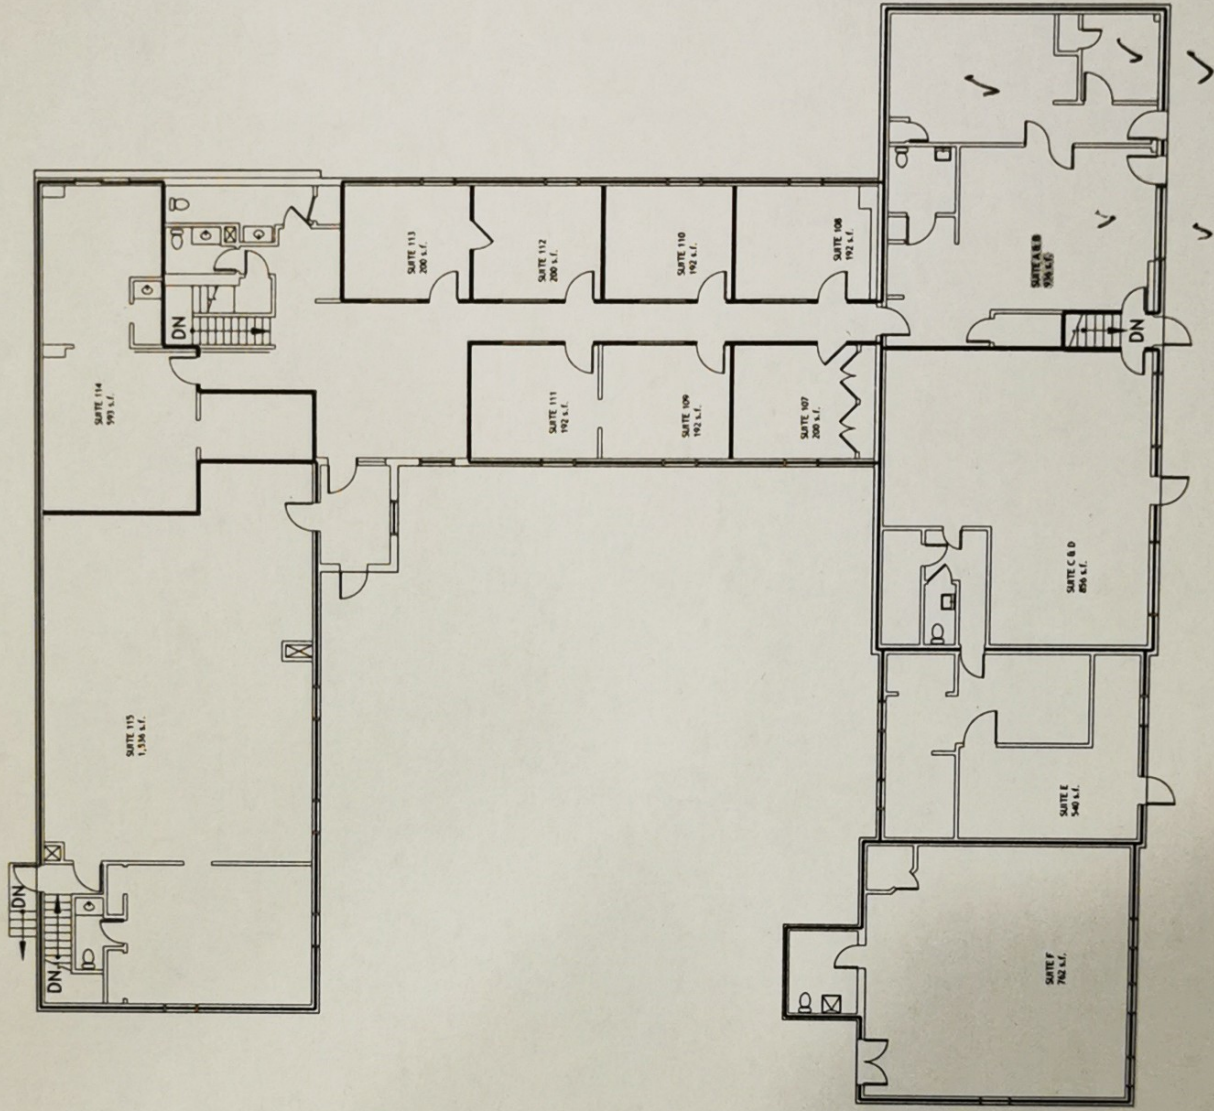 SUITE 113
200 s.f.
SUITE 112
200 s.f.
SUITE 110
192 s.f.
SUITE 108
192 s.f.
SUITE A & B
936 s.f.
DN
DN
SUITE 114
593 s.f.
SUITE 111
192 s.f.
SUITE 109
192 s.f.
SUITE 107
200 s.f.
SUITE C & D
856 s.f.
SUITE 115
1,536 s.f.
SUITE E
540 s.f.
DN
DN
SUITE F
762 s.f.